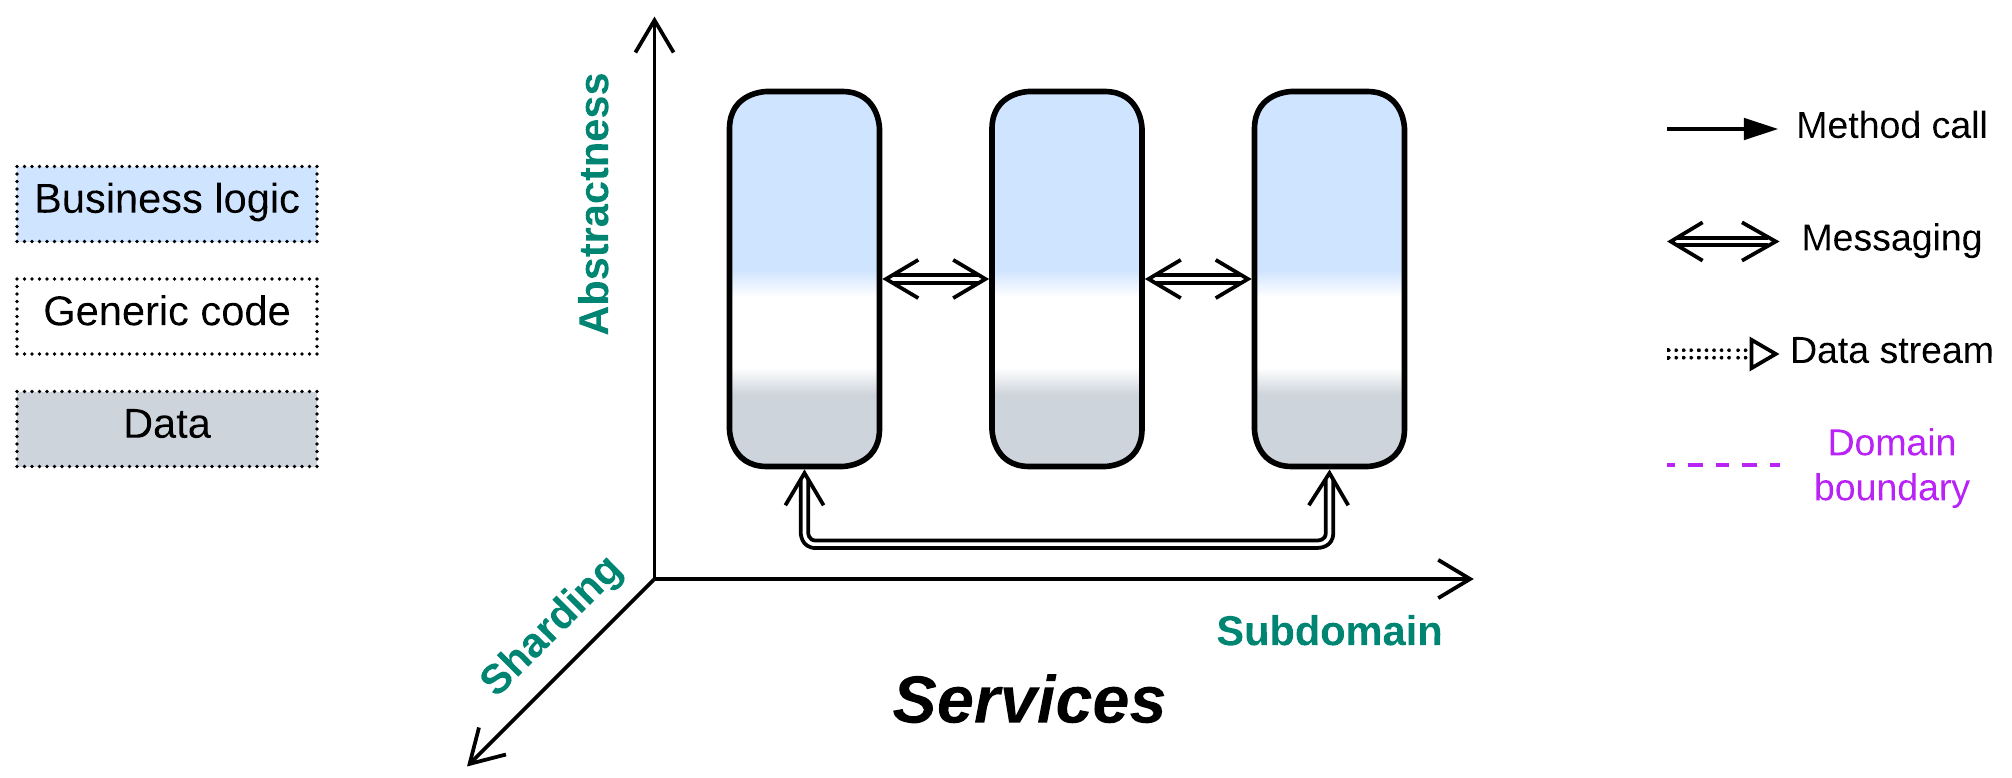 Business logic
Generic code
Data
Abstractness
Sharding
Subdomain
Services
Method call
Messaging
Data stream
Domain
boundary